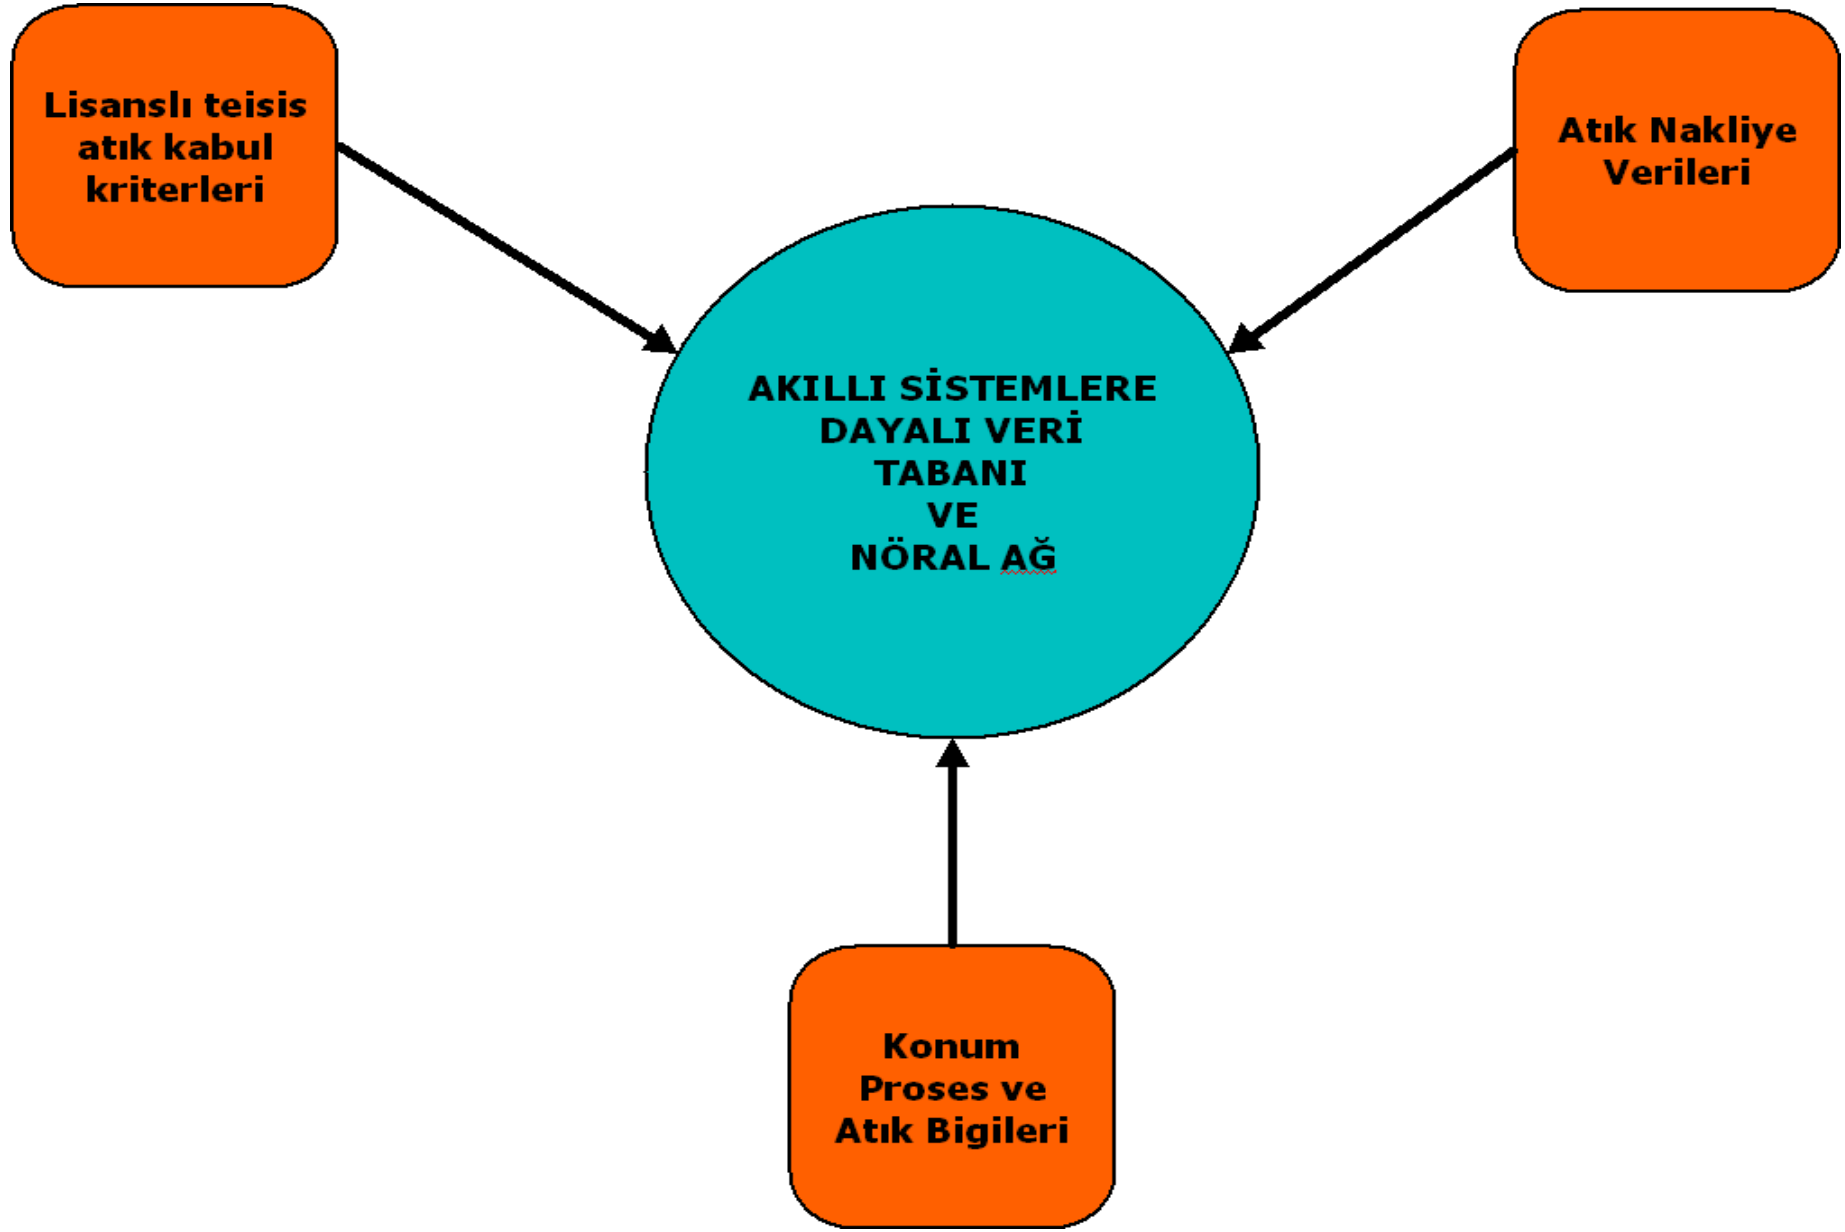 Lisanslı teisis
atık kabul
kriterleri
Atık Nakliye
Verileri
AKILLI SİSTEMLERE
DAYALI VERİ
TABANI
VE
NÖRAL AĞ
Konum
Proses ve
Atık Bigileri